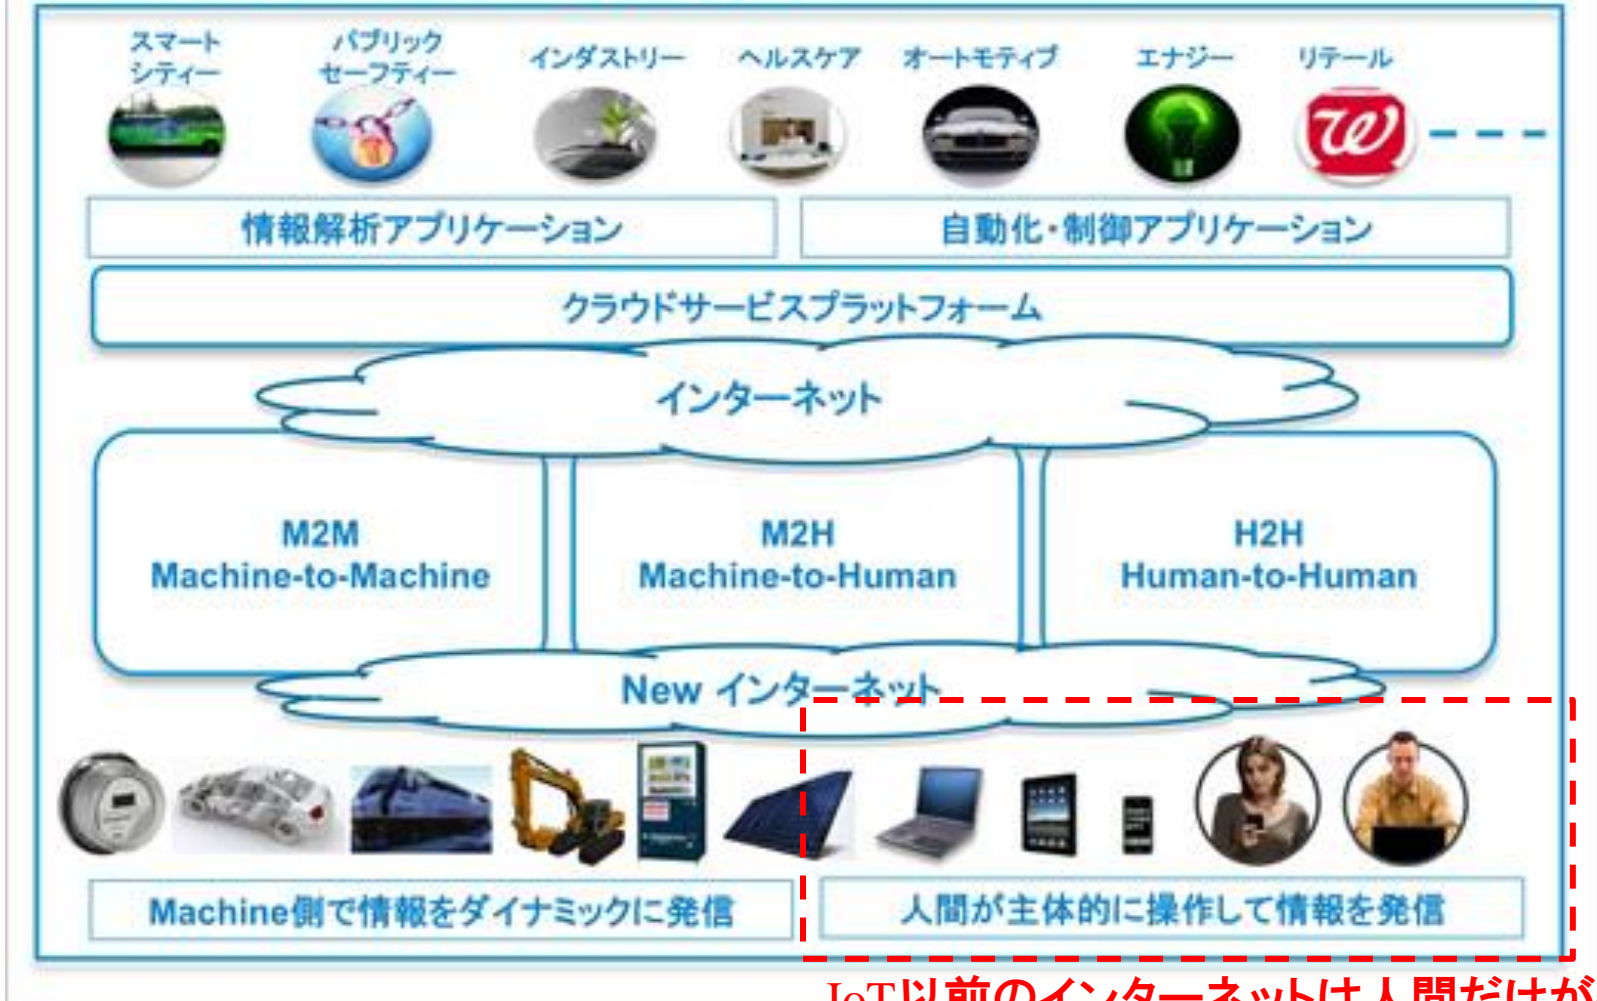 スマート
シティー
パブリック
セーフティー
インダストリー
ヘルスケア
オートモティブ
エナジー
リテール
情報解析アプリケーション
自動化・制御アプリケーション
クラウドサービスプラットフォーム
インターネット
M2M
Machine-to-Machine
M2H
Machine-to-Human
H2H
Human-to-Human
New インターネット
Machine側で情報をダイナミックに発信
人間が主体的に操作して情報を発信
IoT以前のインターネットは人間だけが